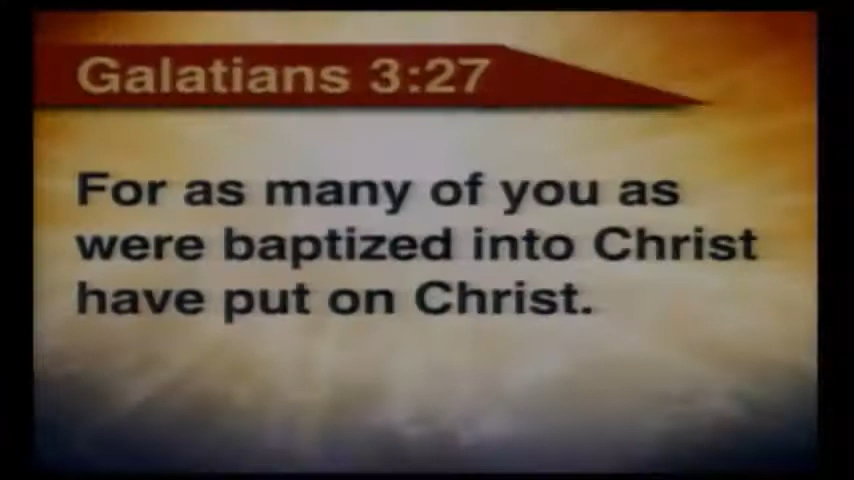 Galatians 3:27
For as many of you as
were baptized into Christ
have put on Christ.